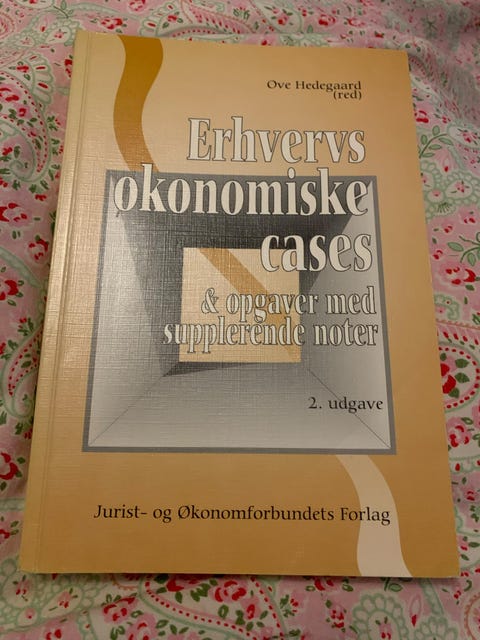 Ove Hedegaard
(red)
Erhvervs
økonomiske
cases
& opgaver med
supplerende noter
2. udgave
Jurist- og Økonomforbundets Forlag